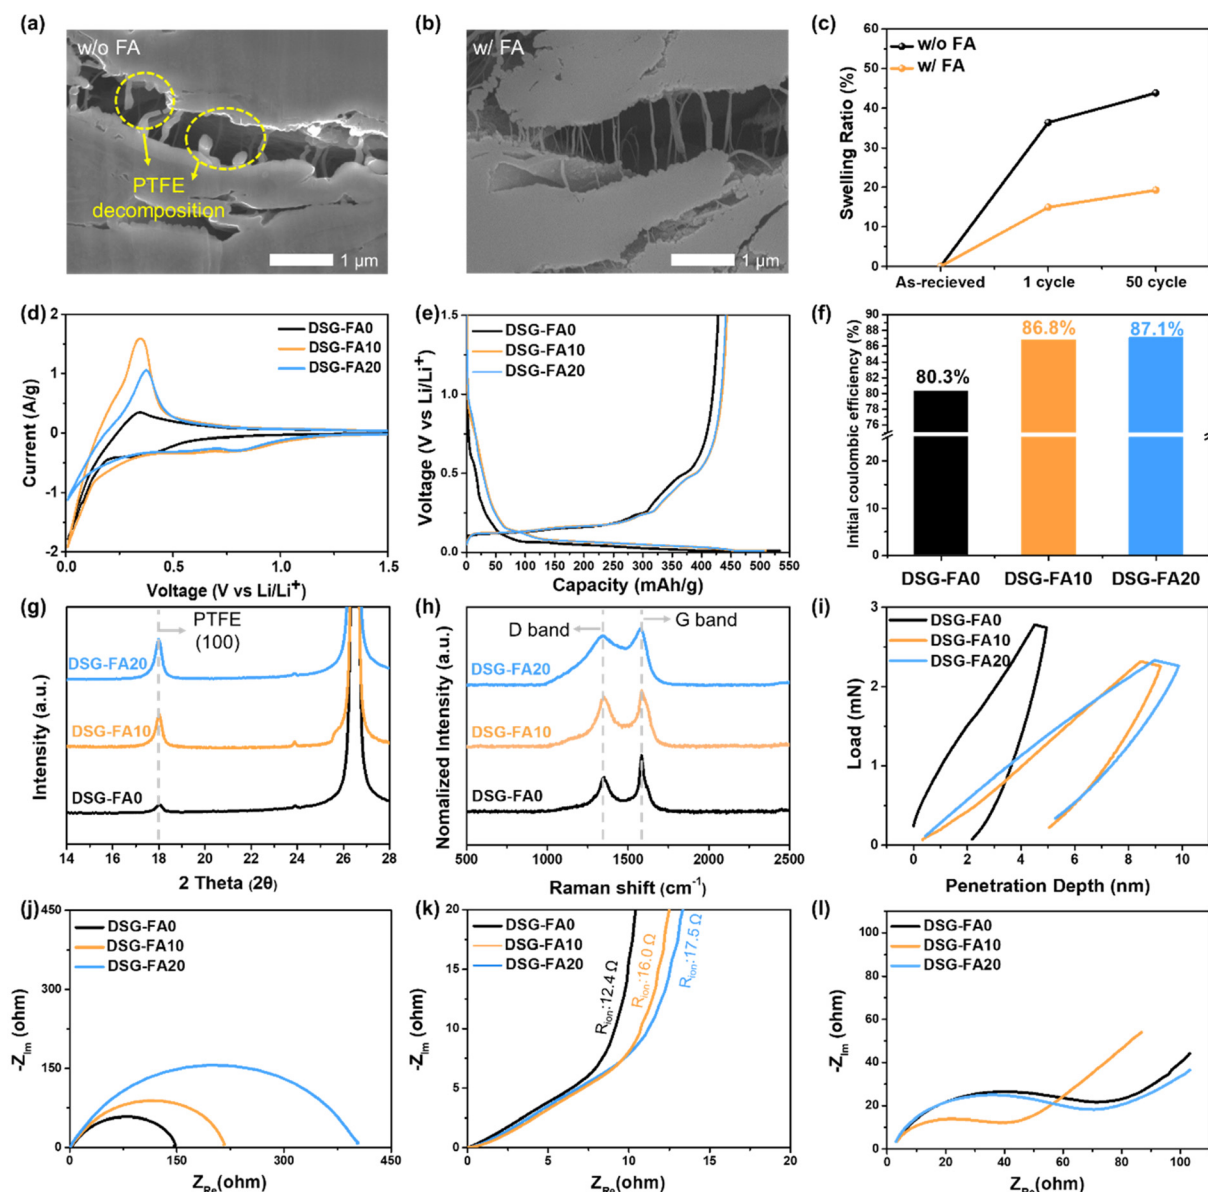 (a)
w/o FA
PTFE
decomposition
1 µm
(b)
w/ FA
1 µm
(c)
Swelling Ratio (%)
60
50
40
30
20
10
0
w/o FA
w/ FA
As-recieved
1 cycle
50 cycle
(d)
Current (A/g)
2
1
0
-1
-2
DSG-FA0
DSG-FA10
DSG-FA20
0.0
0.5
1.0
1.5
Voltage (V vs Li/Li⁺)
(e)
Voltage (V vs Li/Li⁺)
1.5
1.0
0.5
0.0
DSG-FA0
DSG-FA10
DSG-FA20
0 50 100 150 200 250 300 350 400 450 500 550
Capacity (mAh/g)
(f)
Initial coulombic efficiency (%)
90
88
86
84
82
80
78
76
20
10
0
80.3%
86.8%
87.1%
DSG-FA0
DSG-FA10
DSG-FA20
(g)
Intensity (a.u.)
PTFE
(100)
DSG-FA20
DSG-FA10
DSG-FA0
14 16 18 20 22 24 26 28
2 Theta (2θ)
(h)
Nomalized Intensity (a.u.)
D band
G band
DSG-FA20
DSG-FA10
DSG-FA0
500 1000 1500 2000 2500
Raman shift (cm⁻¹)
(i)
Load (mN)
3
2
1
0
DSG-FA0
DSG-FA10
DSG-FA20
0 2 4 6 8 10
Penetration Depth (nm)
(j)
-Z_Im (ohm)
450
300
150
0
DSG-FA0
DSG-FA10
DSG-FA20
0 150 300 450
Z_Re(ohm)
(k)
-Z_Im (ohm)
20
15
10
5
0
DSG-FA0
DSG-FA10
DSG-FA20
R_ion:12.4 Ω
R_ion:16.0 Ω
R_ion:17.5 Ω
0 5 10 15 20
Z_Re(ohm)
(l)
-Z_Im (ohm)
100
80
60
40
20
0
DSG-FA0
DSG-FA10
DSG-FA20
0 20 40 60 80 100
Z_Re(ohm)